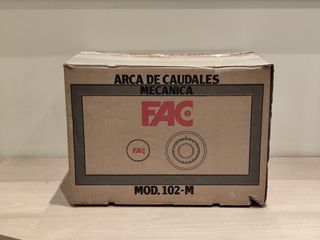 ARCA DE CAUDALES
MECANICA
FAC
FAC
MOD. 102-M